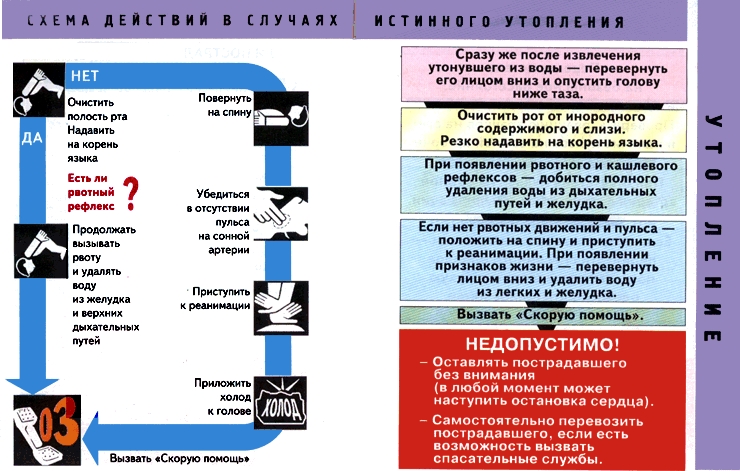 СХЕМА ДЕЙСТВИЙ В СЛУЧАЯХ ИСТИННОГО УТОПЛЕНИЯ
НЕТ
Очистить
полость рта
Надавить
на корень
языка
ДА
Есть ли
рвотный
рефлекс
?
Продолжать
вызывать
рвоту
и удалять
воду
из желудка
и верхних
дыхательных
путей
Повернуть
на спину
Убедиться
в отсутствии
пульса
на сонной
артерии
Приступить
к реанимации
Приложить
холод
к голове
ХОЛОД
03
Вызвать «Скорую помощь»
Сразу же после извлечения
утонувшего из воды — перевернуть
его лицом вниз и опустить голову
ниже таза.
Очистить рот от инородного
содержимого и слизи.
Резко надавить на корень языка.
При появлении рвотного и кашлевого
рефлексов — добиться полного
удаления воды из дыхательных
путей и желудка.
Если нет рвотных движений и пульса —
положить на спину и приступить
к реанимации. При появлении
признаков жизни — перевернуть
лицом вниз и удалить воду
из легких и желудка.
Вызвать «Скорую помощь».
НЕДОПУСТИМО!
– Оставлять пострадавшего
без внимания
(в любой момент может
наступить остановка сердца).
– Самостоятельно перевозить
пострадавшего, если есть
возможность вызвать
спасательные службы.
УТОПЛЕНИЕ